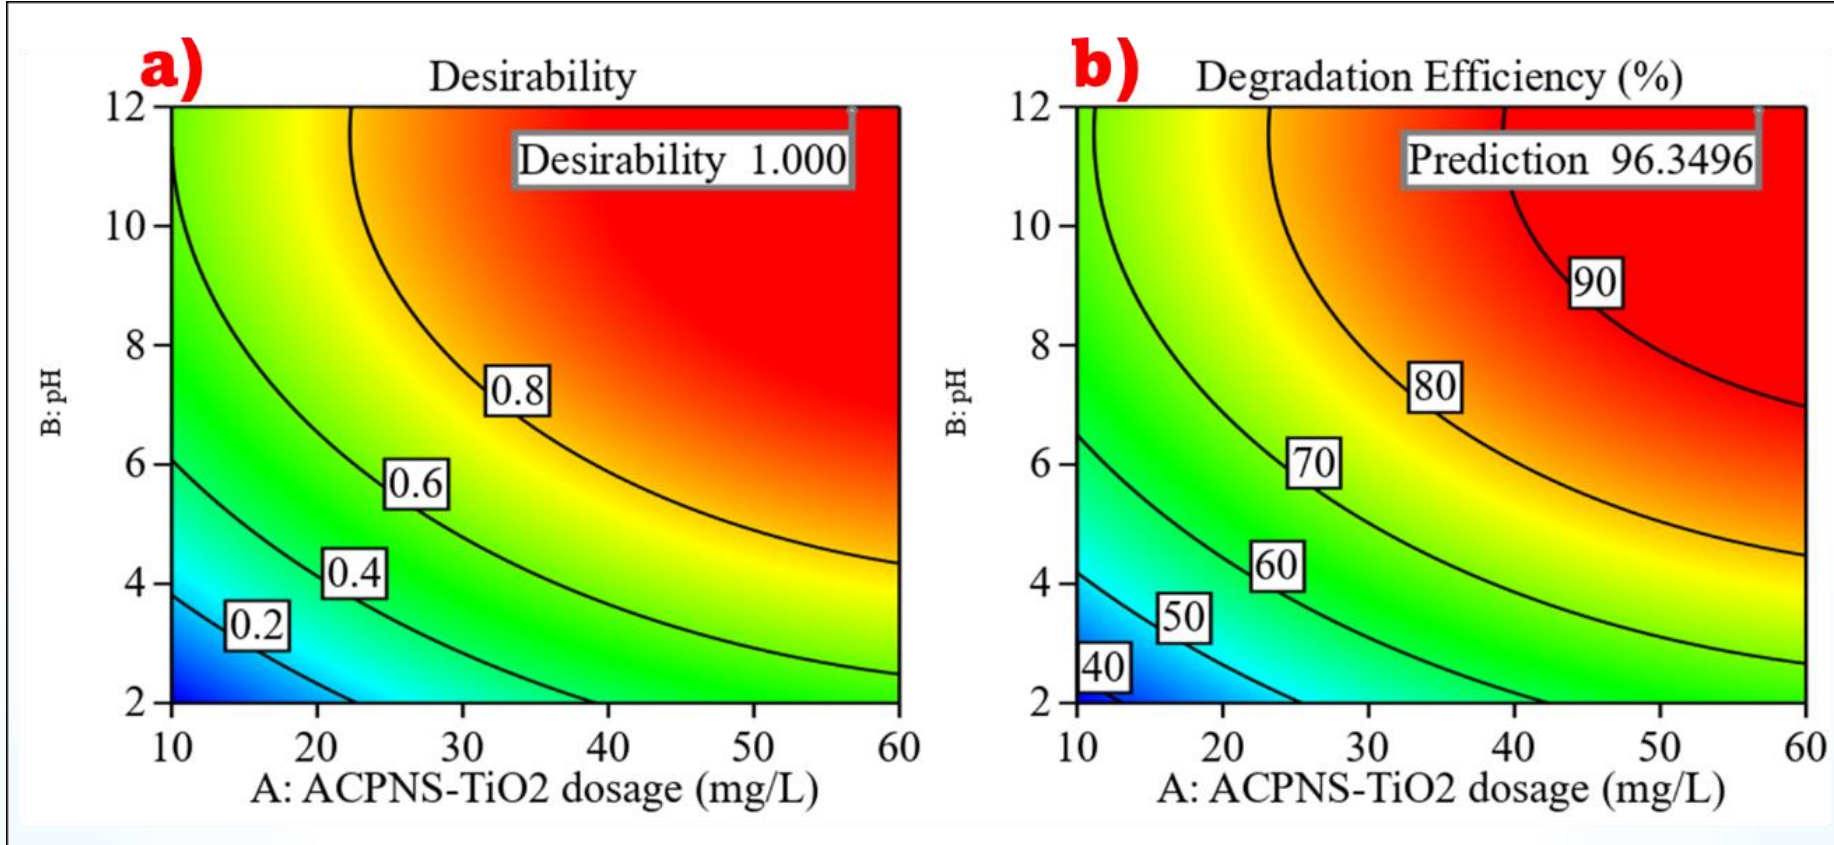 a)
Desirability
12
10
8
6
4
2
B: pH
Desirability 1.000
0.8
0.6
0.4
0.2
10 20 30 40 50 60
A: ACPNS-TiO2 dosage (mg/L)
b)
Degradation Efficiency (%)
12
10
8
6
4
2
B: pH
Prediction 96.3496
90
80
70
60
50
40
10 20 30 40 50 60
A: ACPNS-TiO2 dosage (mg/L)